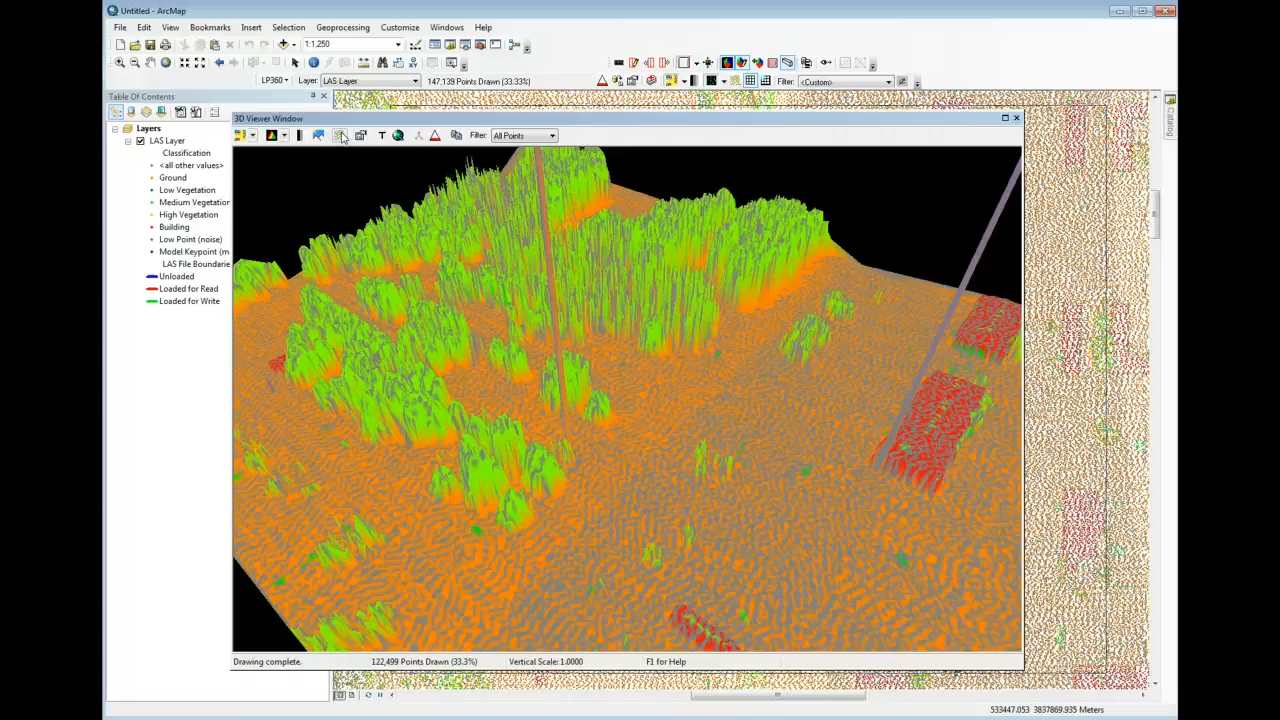 Untitled - ArcMap
File Edit View Bookmarks Insert Selection Geoprocessing Customize Windows Help
1:1,250
LP360 Layer: LAS Layer 147,139 Points Drawn (33.33%) Filter: <Custom>
Table Of Contents
Layers
LAS Layer
Classification
<all other values>
Ground
Low Vegetation
Medium Vegetation
High Vegetation
Building
Low Point (noise)
Model Keypoint (m
LAS File Boundarie
Unloaded
Loaded for Read
Loaded for Write
3D Viewer Window
Filter: All Points
Drawing complete. 122,499 Points Drawn (33.3%) Vertical Scale: 1.0000 F1 for Help
Catalog
533447.053 3837869.935 Meters